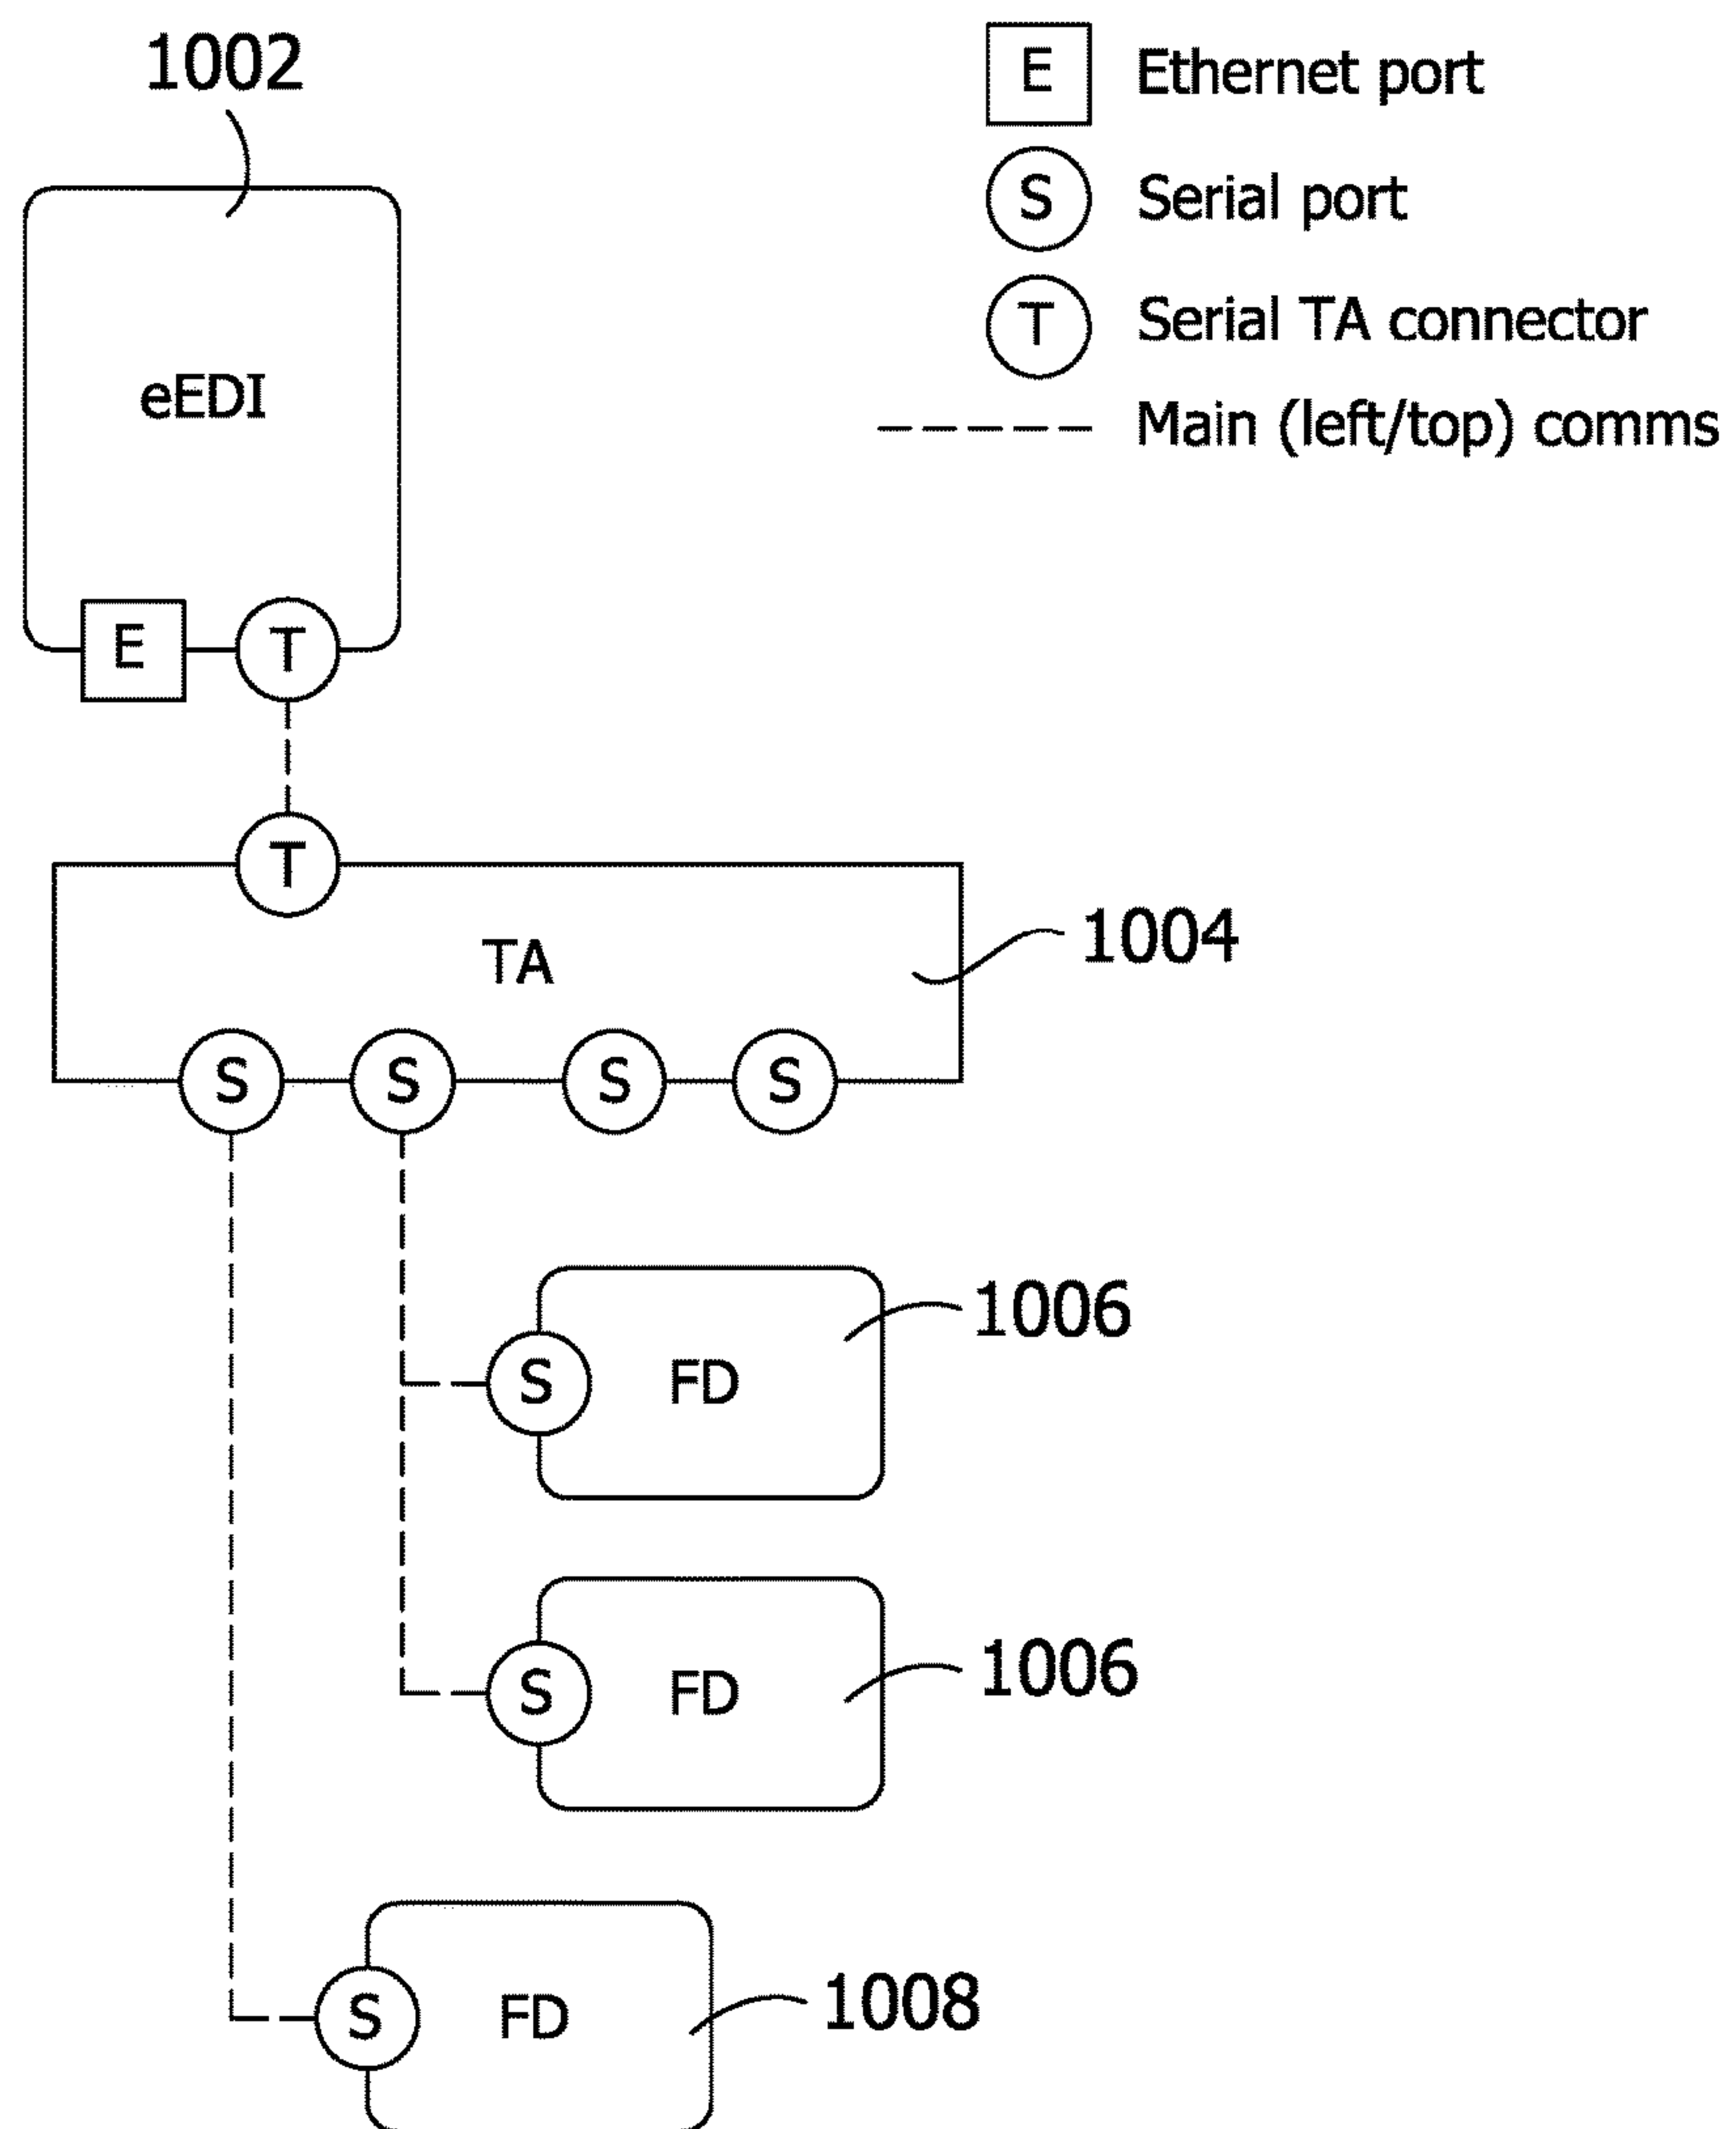 1002
E Ethernet port
S Serial port
T Serial TA connector
Main (left/top) comms
eEDI
E T
T
TA
1004
S S S S
S FD
1006
S FD
1006
S FD
1008